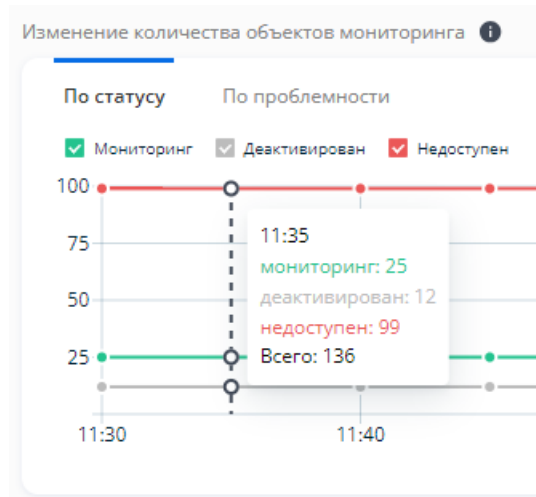 Изменение количества объектов мониторинга i
По статусу По проблемности
Мониторинг Деактивирован Недоступен
100
75
50
25
11:35
мониторинг: 25
деактивирован: 12
недоступен: 99
Всего: 136
11:30 11:40